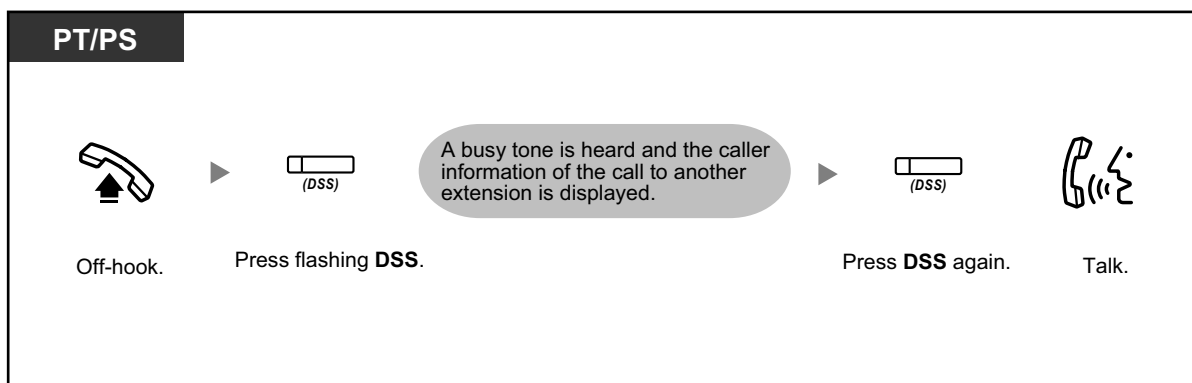 PT/PS
(DSS)
A busy tone is heard and the caller
information of the call to another
extension is displayed.
(DSS)
Off-hook.
Press flashing DSS.
Press DSS again.
Talk.